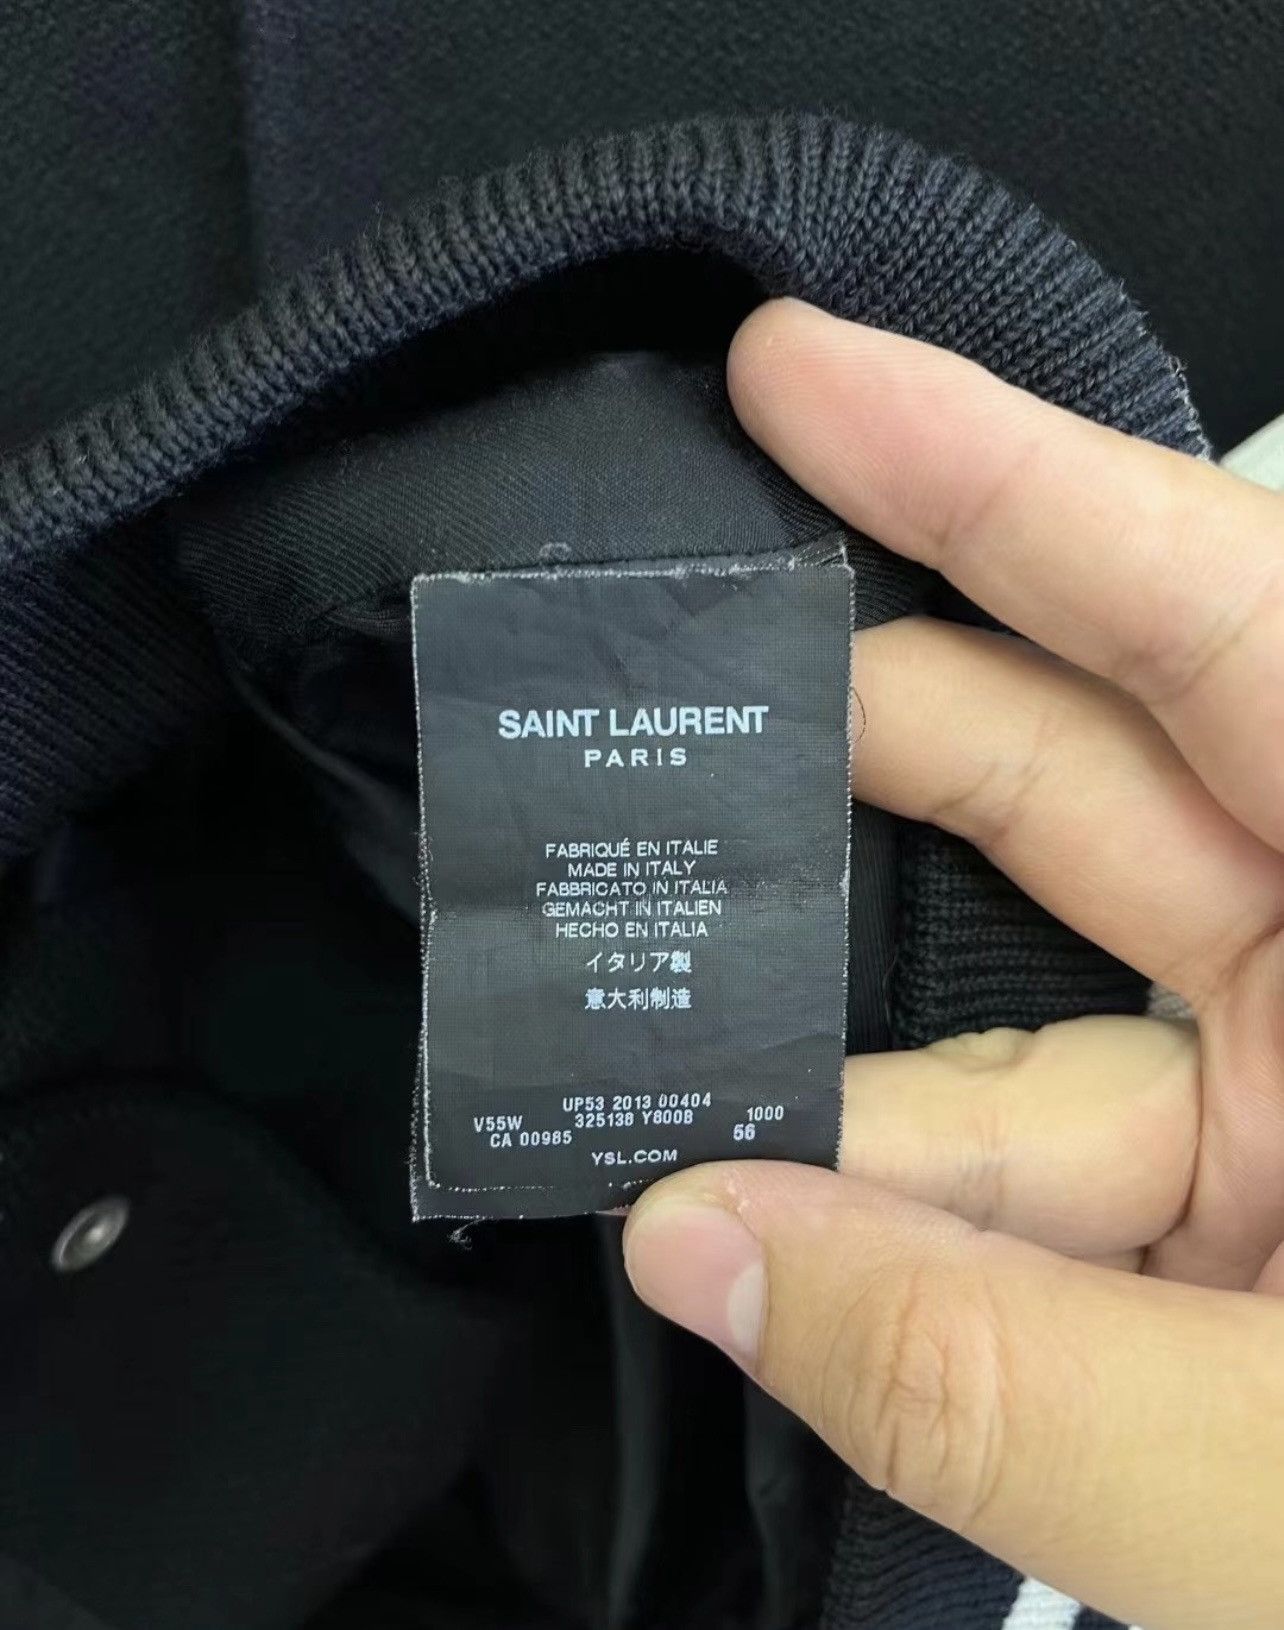 SAINT LAURENT
PARIS
FABRIQUÉ EN ITALIE
MADE IN ITALY
FABBRICATO IN ITALIA
GEMACHT IN ITALIEN
HECHO EN ITALIA
イタリア製
意大利制造
UP53 2013 00404
V55W 325138 Y800B 1000
CA 00985 56
YSL.COM